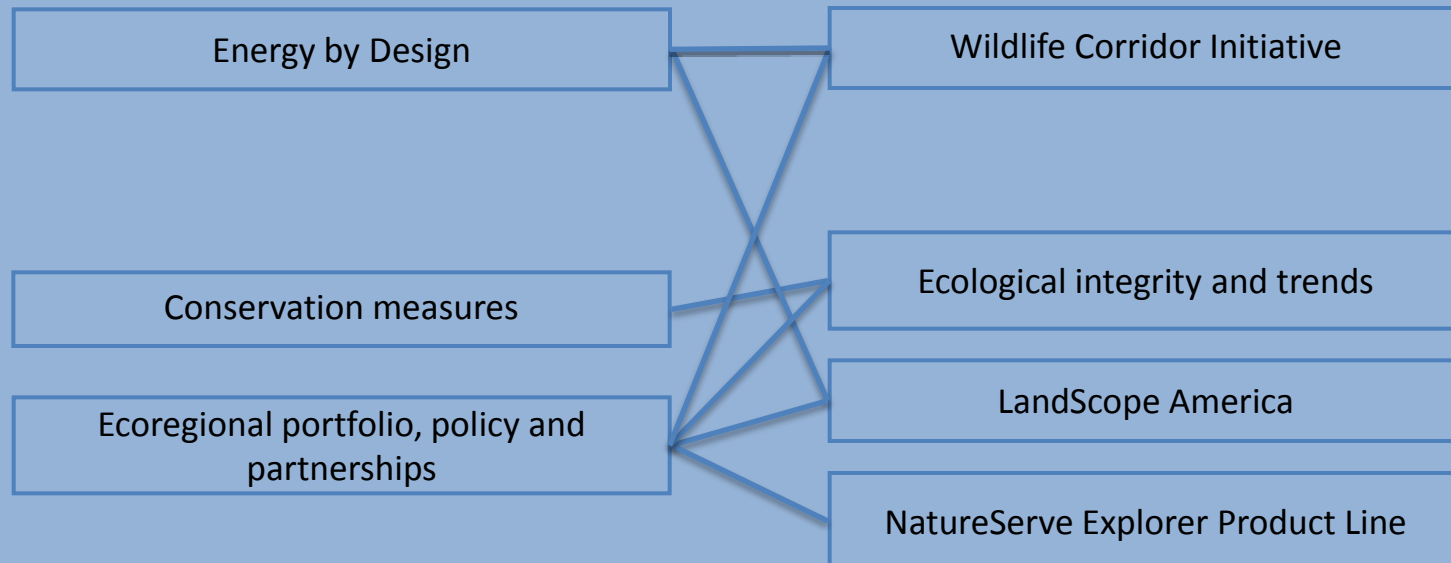 Energy by Design
Wildlife Corridor Initiative
Conservation measures
Ecological integrity and trends
Ecoregional portfolio, policy and
partnerships
LandScope America
NatureServe Explorer Product Line